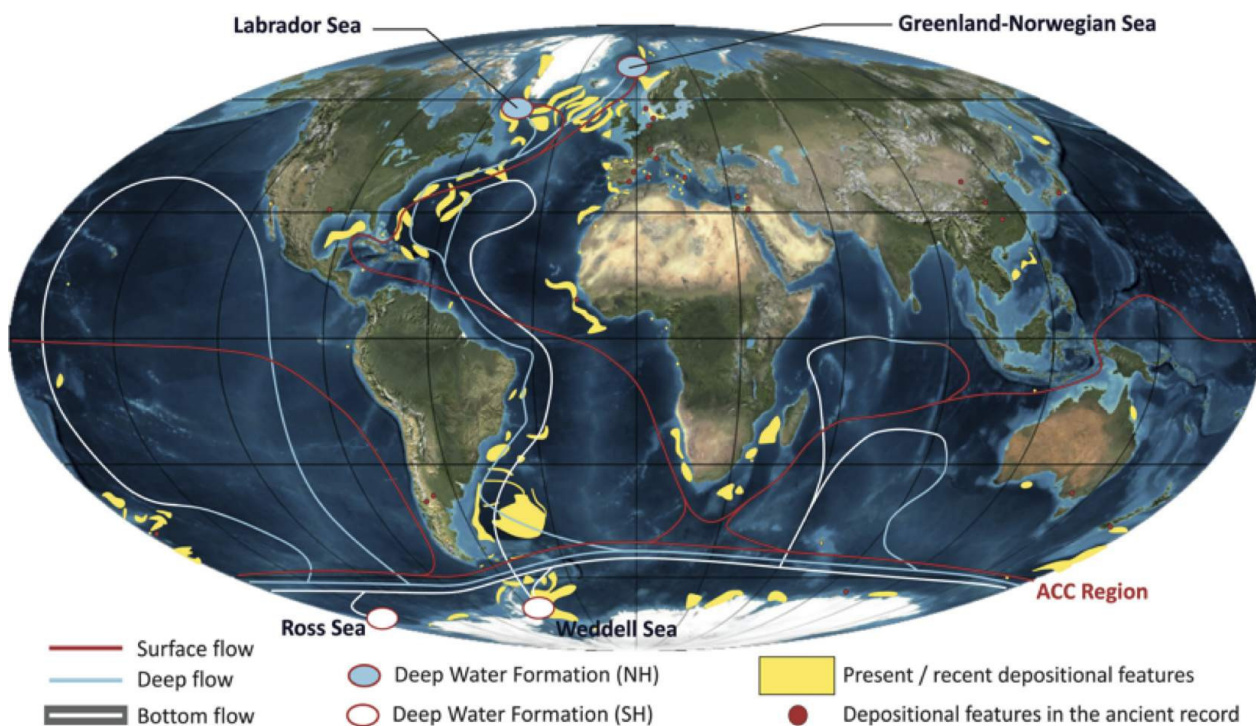 Labrador Sea
Greenland-Norwegian Sea
ACC Region
Ross Sea
Weddell Sea
Surface flow
Deep flow
Bottom flow
Deep Water Formation (NH)
Deep Water Formation (SH)
Present / recent depositional features
Depositional features in the ancient record